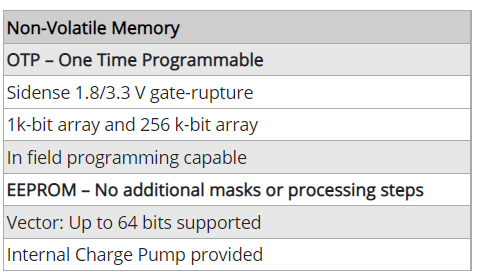 Non-Volatile Memory
OTP – One Time Programmable
Sidense 1.8/3.3 V gate-rupture
1k-bit array and 256 k-bit array
In field programming capable
EEPROM – No additional masks or processing steps
Vector: Up to 64 bits supported
Internal Charge Pump provided